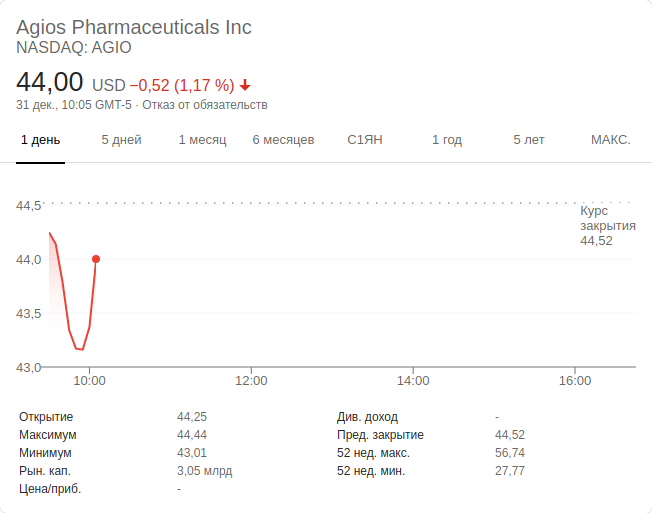 Agios Pharmaceuticals Inc
NASDAQ: AGIO
44,00 USD −0,52 (1,17 %)
31 дек., 10:05 GMT-5 · Отказ от обязательств
1 день 5 дней 1 месяц 6 месяцев С1ЯН 1 год 5 лет МАКС.
44,5
Курс
закрытия
44,52
44,0
43,5
43,0
10:00 12:00 14:00 16:00
Открытие 44,25 Див. доход -
Максимум 44,44 Пред. закрытие 44,52
Минимум 43,01 52 нед. макс. 56,74
Рын. кап. 3,05 млрд 52 нед. мин. 27,77
Цена/приб. -